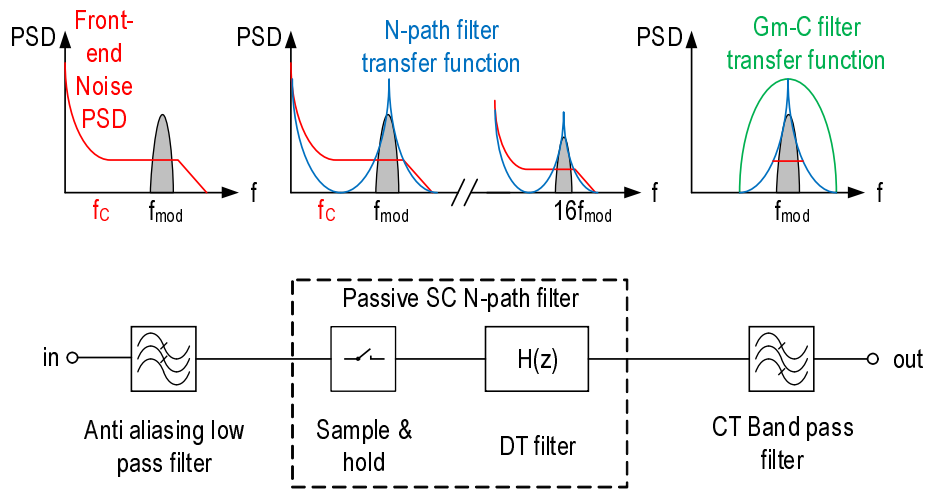 Front-
end
Noise
PSD
PSD
f
fC
fmod
PSD
N-path filter
transfer function
f
fC
fmod
16fmod
PSD
Gm-C filter
transfer function
f
fmod
Passive SC N-path filter
in
H(z)
out
Anti aliasing low
pass filter
Sample &
hold
DT filter
CT Band pass
filter